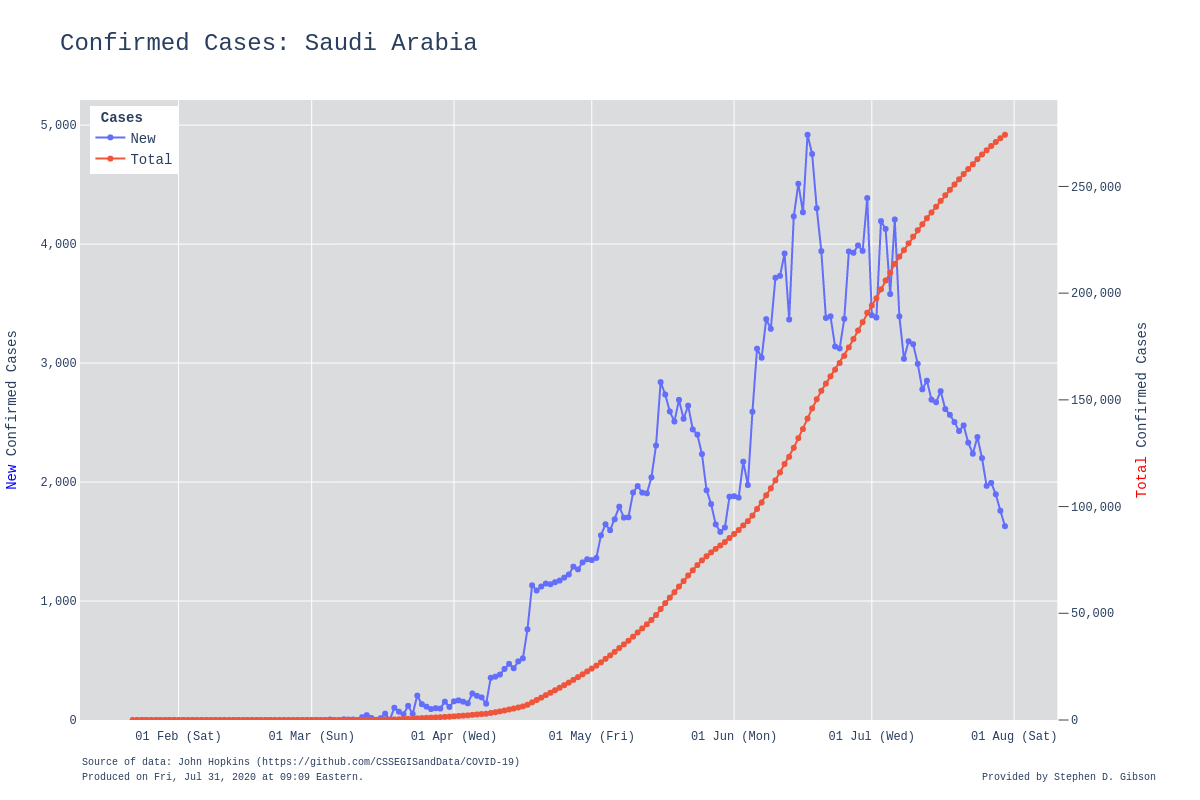 Confirmed Cases: Saudi Arabia
Cases
New
Total
5,000
4,000
3,000
2,000
1,000
0
New Confirmed Cases
250,000
200,000
150,000
100,000
50,000
0
Total Confirmed Cases
01 Feb (Sat) 01 Mar (Sun) 01 Apr (Wed) 01 May (Fri) 01 Jun (Mon) 01 Jul (Wed) 01 Aug (Sat)
Source of data: John Hopkins (https://github.com/CSSEGISandData/COVID-19)
Produced on Fri, Jul 31, 2020 at 09:09 Eastern.
Provided by Stephen D. Gibson